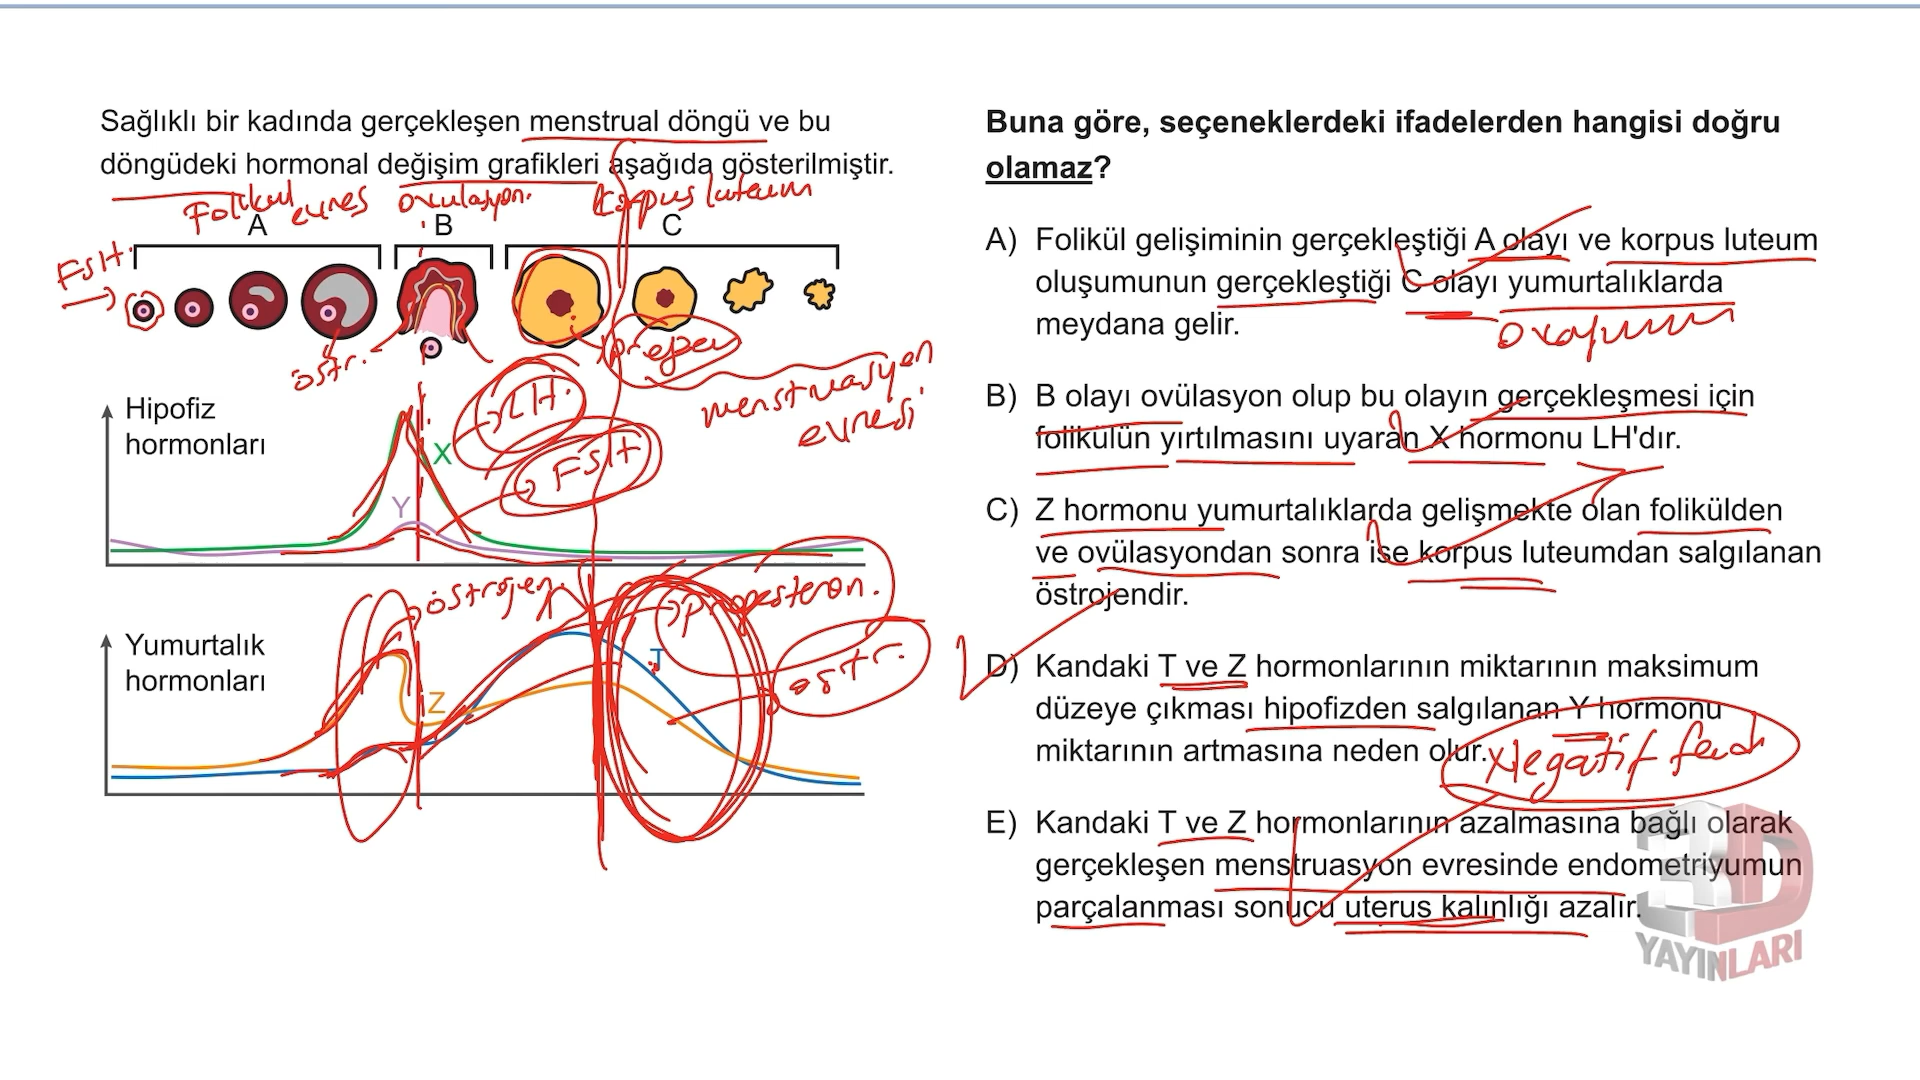 Sağlıklı bir kadında gerçekleşen menstrual döngü ve bu
döngüdeki hormonal değişim grafikleri aşağıda gösterilmiştir.
Folikül evres
ovulasyon.
Korpus luteum
A
B
C
FSH.
östr.
menstruasyon
evresi
LH.
FSH
Hipofiz
hormonları
X
Y
östrojen
progesteron.
östr.
Yumurtalık
hormonları
Z
T
Buna göre, seçeneklerdeki ifadelerden hangisi doğru
olamaz?
A) Folikül gelişiminin gerçekleştiği A olayı ve korpus luteum
oluşumunun gerçekleştiği C olayı yumurtalıklarda
meydana gelir.
B) B olayı ovülasyon olup bu olayın gerçekleşmesi için
folikülün yırtılmasını uyaran X hormonu LH'dır.
C) Z hormonu yumurtalıklarda gelişmekte olan folikülden
ve ovülasyondan sonra ise korpus luteumdan salgılanan
östrojendir.
D) Kandaki T ve Z hormonlarının miktarının maksimum
düzeye çıkması hipofizden salgılanan Y hormonu
miktarının artmasına neden olur.
Negatif
E) Kandaki T ve Z hormonlarının azalmasına bağlı olarak
gerçekleşen menstruasyon evresinde endometriyumun
parçalanması sonucu uterus kalınlığı azalır.
3D
YAYINLARI